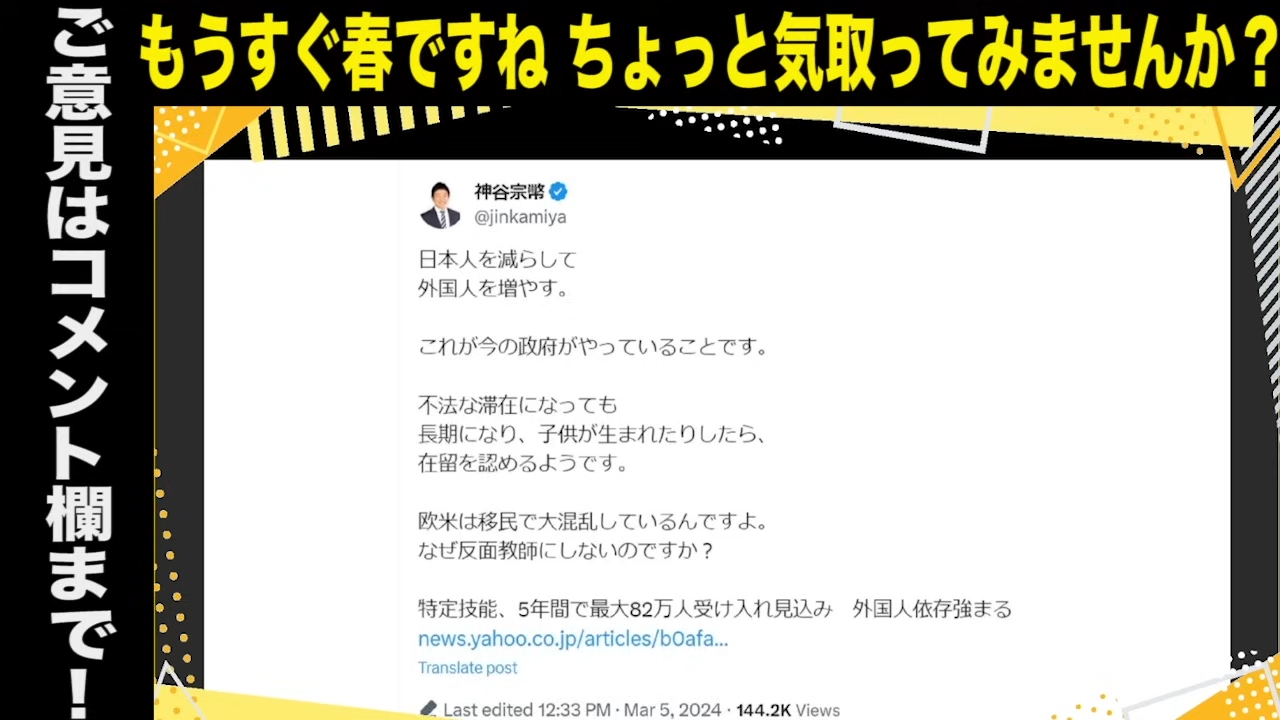 もうすぐ春ですね ちょっと気取ってみませんか？
ご意見はコメント欄まで！
神谷宗幣
@jinkamiya
日本人を減らして
外国人を増やす。
これが今の政府がやっていることです。
不法な滞在になっても
長期になり、子供が生まれたりしたら、
在留を認めるようです。
欧米は移民で大混乱しているんですよ。
なぜ反面教師にしないのですか？
特定技能、5年間で最大82万人受け入れ見込み　外国人依存強まる
news.yahoo.co.jp/articles/b0afa...
Translate post
Last edited 12:33 PM · Mar 5, 2024 · 144.2K Views